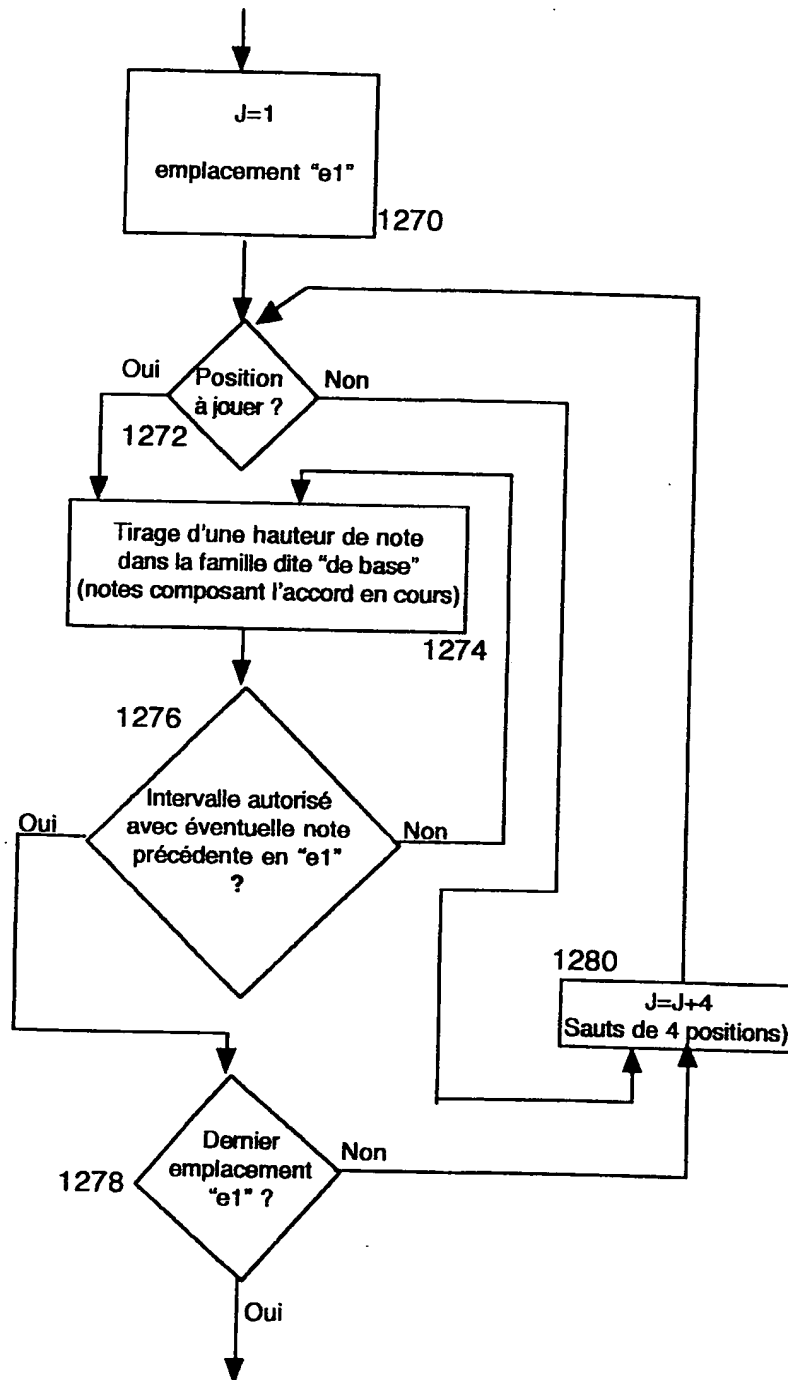 J=1
emplacement "e1"
1270
Oui
Position
à jouer ?
Non
1272
Tirage d'une hauteur de note
dans la famille dite "de base"
(notes composant l'accord en cours)
1274
1276
Intervalle autorisé
avec éventuelle note
précédente en "e1"
?
Oui
Non
1280
J=J+4
Sauts de 4 positions)
Dernier
emplacement
"e1" ?
Non
1278
Oui